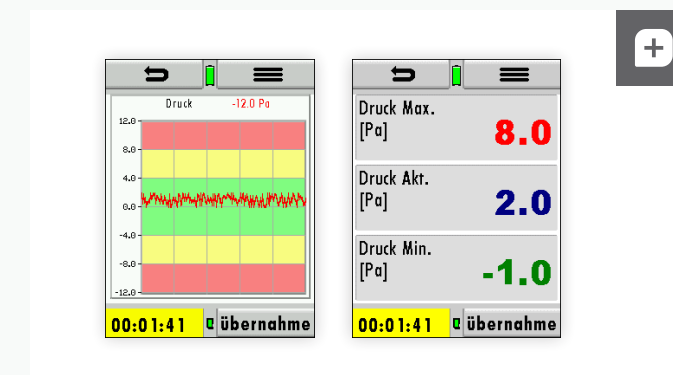 Druck -12.0 Pa
12.0
8.0
4.0
0.0
-4.0
-8.0
-12.0
00:01:41 übernahme
Druck Max.
[Pa]
8.0
Druck Akt.
[Pa]
2.0
Druck Min.
[Pa]
-1.0
00:01:41 übernahme